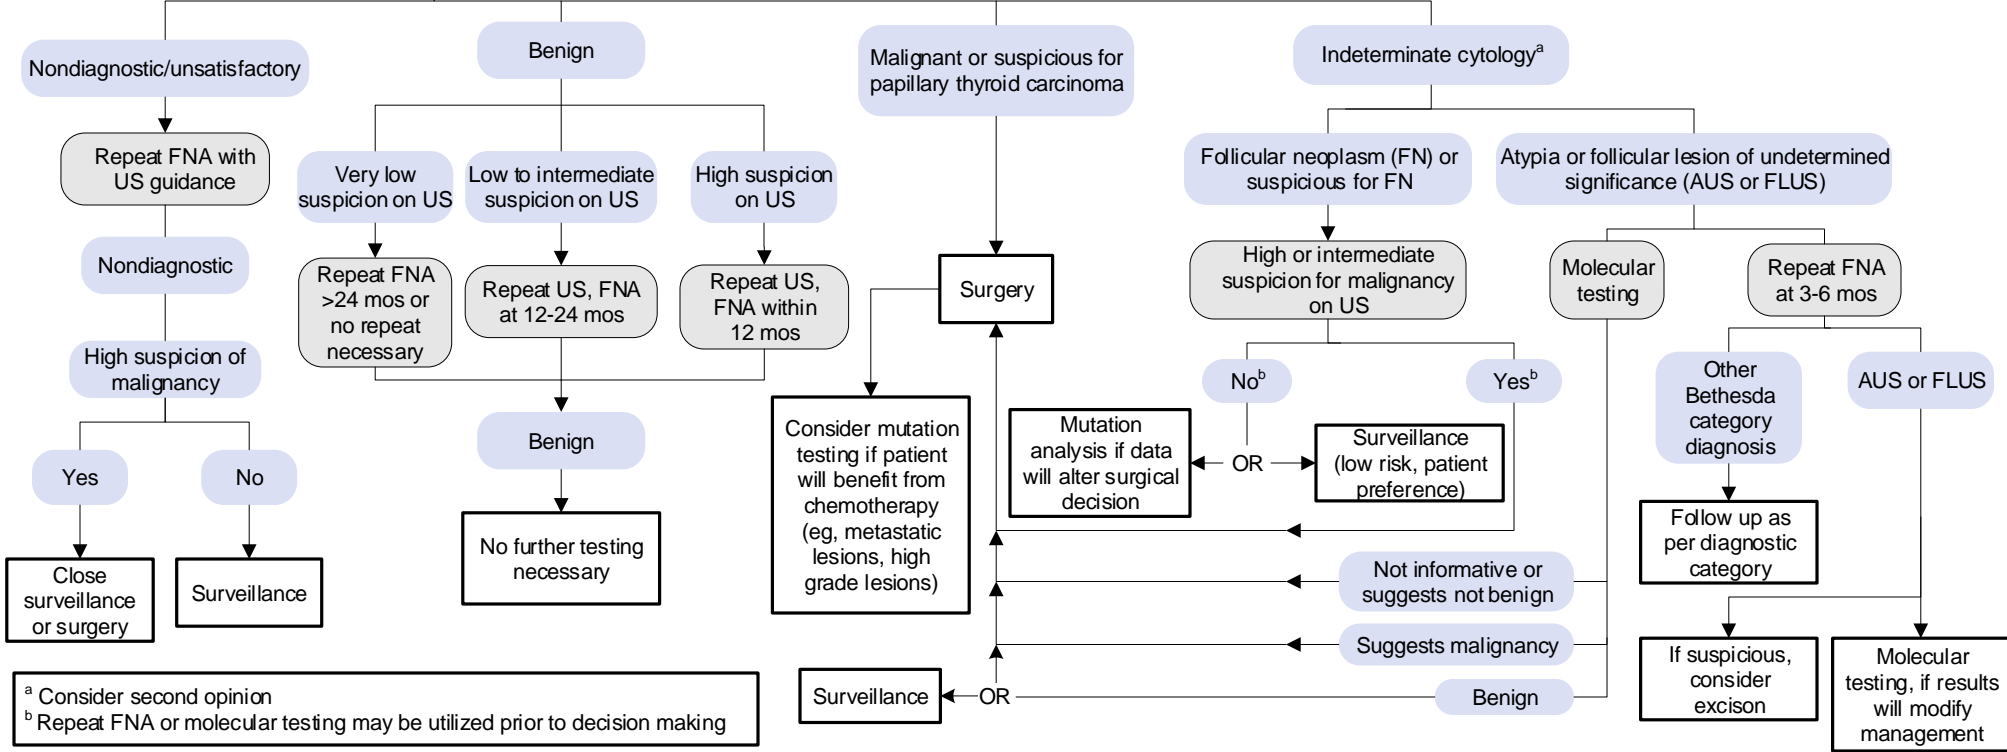 Nondiagnostic/unsatisfactory
Repeat FNA with
US guidance
Nondiagnostic
High suspicion of
malignancy
Yes
No
Close
surveillance
or surgery
Surveillance
Benign
Very low
suspicion on US
Low to intermediate
suspicion on US
High suspicion
on US
Repeat FNA
>24 mos or
no repeat
necessary
Repeat US, FNA
at 12-24 mos
Repeat US,
FNA within
12 mos
Benign
No further testing
necessary
Malignant or suspicious for
papillary thyroid carcinoma
Surgery
Consider mutation
testing if patient
will benefit from
chemotherapy
(eg, metastatic
lesions, high
grade lesions)
Indeterminate cytologyª
Follicular neoplasm (FN) or
suspicious for FN
High or intermediate
suspicion for malignancy
on US
Noᵇ
Yesᵇ
Mutation
analysis if data
will alter surgical
decision
OR
Surveillance
(low risk, patient
preference)
Atypia or follicular lesion of undetermined
significance (AUS or FLUS)
Molecular
testing
Repeat FNA
at 3-6 mos
Other
Bethesda
category
diagnosis
AUS or FLUS
Follow up as
per diagnostic
category
Not informative or
suggests not benign
Suggests malignancy
Benign
OR
Surveillance
If suspicious,
consider
excison
Molecular
testing, if results
will modify
management
ª Consider second opinion
ᵇ Repeat FNA or molecular testing may be utilized prior to decision making